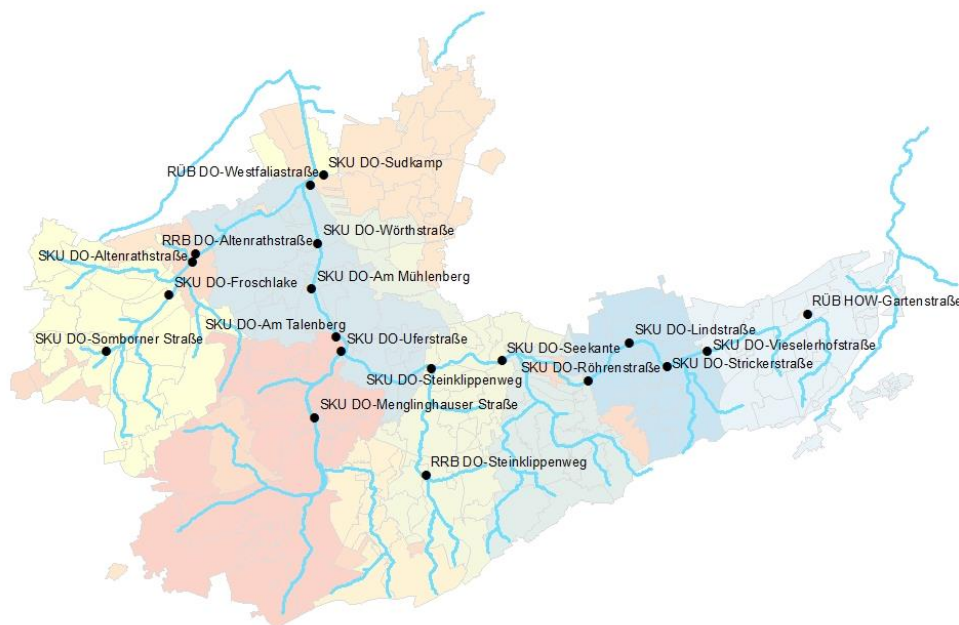 SKU DO-Sudkamp
RÜB DO-Westfaliastraße
SKU DO-Wörthstraße
RRB DO-Altenrathstraße
SKU DO-Altenrathstraße
SKU DO-Am Mühlenberg
SKU DO-Froschlake
RÜB HOW-Gartenstraße
SKU DO-Am Talenberg
SKU DO-Lindstraße
SKU DO-Somborner Straße
SKU DO-Uferstraße
SKU DO-Seekante
SKU DO-Vieselerhofstraße
SKU DO-Röhrenstraße
SKU DO-Strickerstraße
SKU DO-Steinklippenweg
SKU DO-Menglinghauser Straße
RRB DO-Steinklippenweg